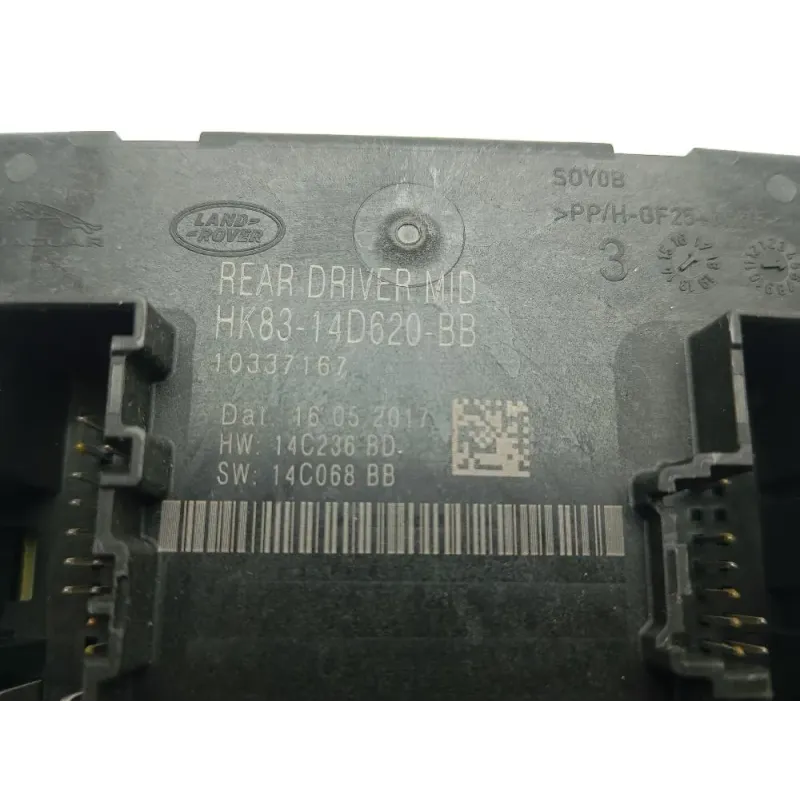 LAND-
ROVER
SOY0B
>PP/H-GF25
3
REAR DRIVER MID
HK83-14D620-BB
10337167
Dat. 16.05.2017
HW: 14C236 BD
SW: 14C068 BB